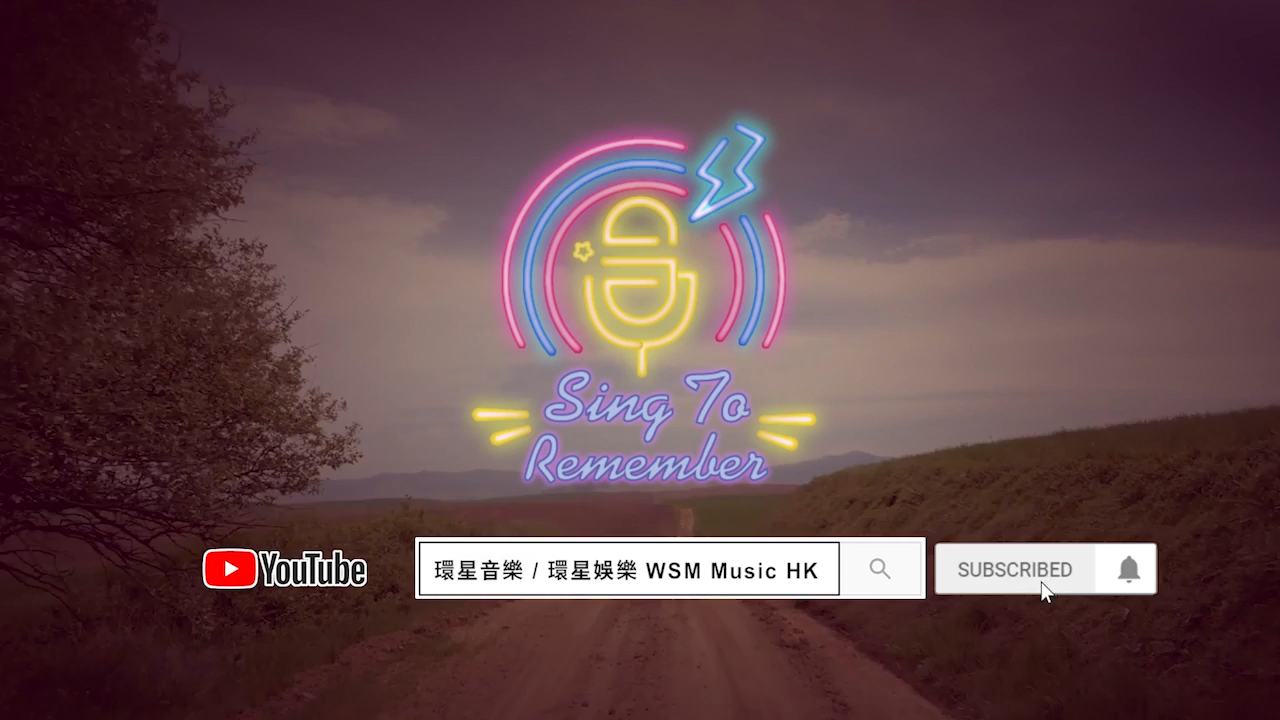 Sing To
Remember
YouTube
環星音樂 / 環星娛樂 WSM Music HK
SUBSCRIBED